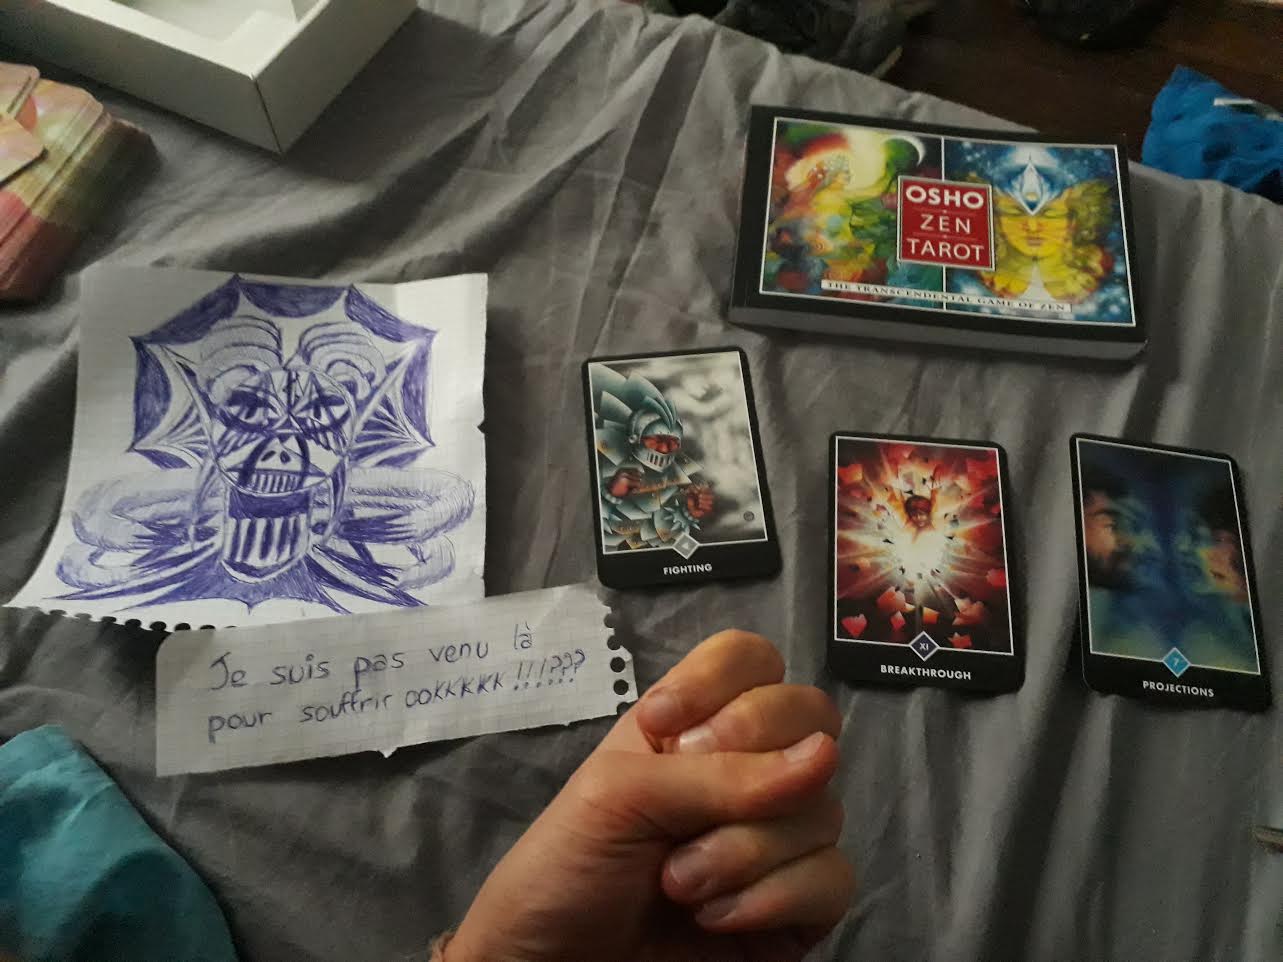 OSHO
ZEN
TAROT
THE TRANSCENDENTAL GAME OF ZEN
FIGHTING
XI
BREAKTHROUGH
7
PROJECTIONS
Je suis pas venu là
pour souffrir ookkkkk !!!???